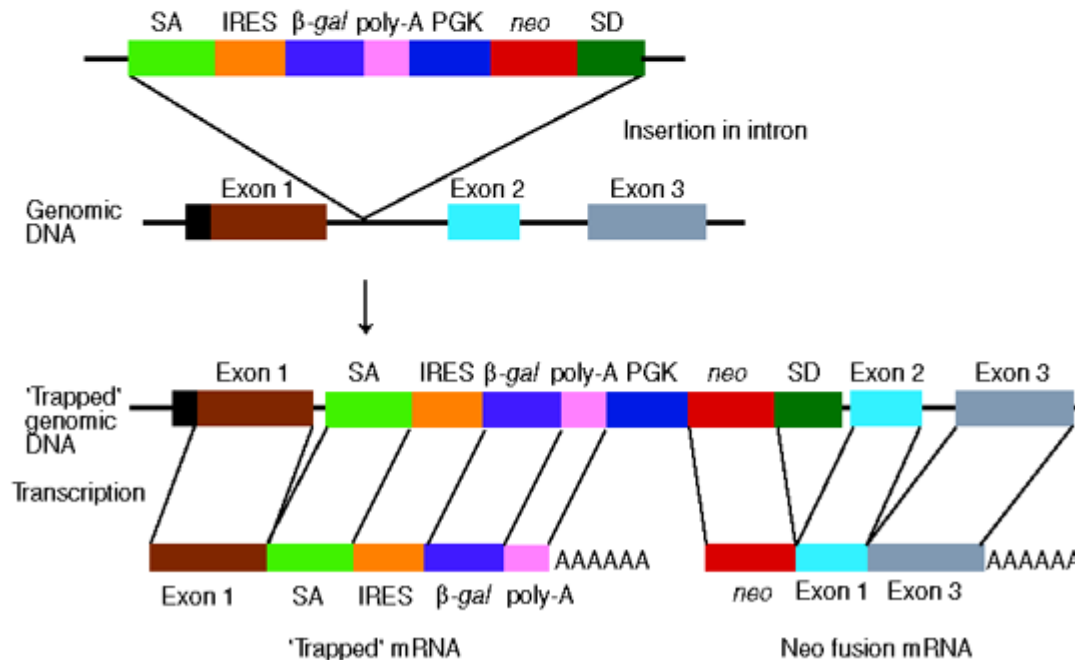 SA IRES β-gal poly-A PGK neo SD
Insertion in intron
Exon 1 Exon 2 Exon 3
Genomic
DNA
Exon 1 SA IRES β-gal poly-A PGK neo SD Exon 2 Exon 3
'Trapped'
genomic
DNA
Transcription
AAAAAA AAAAAA
Exon 1 SA IRES β-gal poly-A neo Exon 1 Exon 3
'Trapped' mRNA Neo fusion mRNA